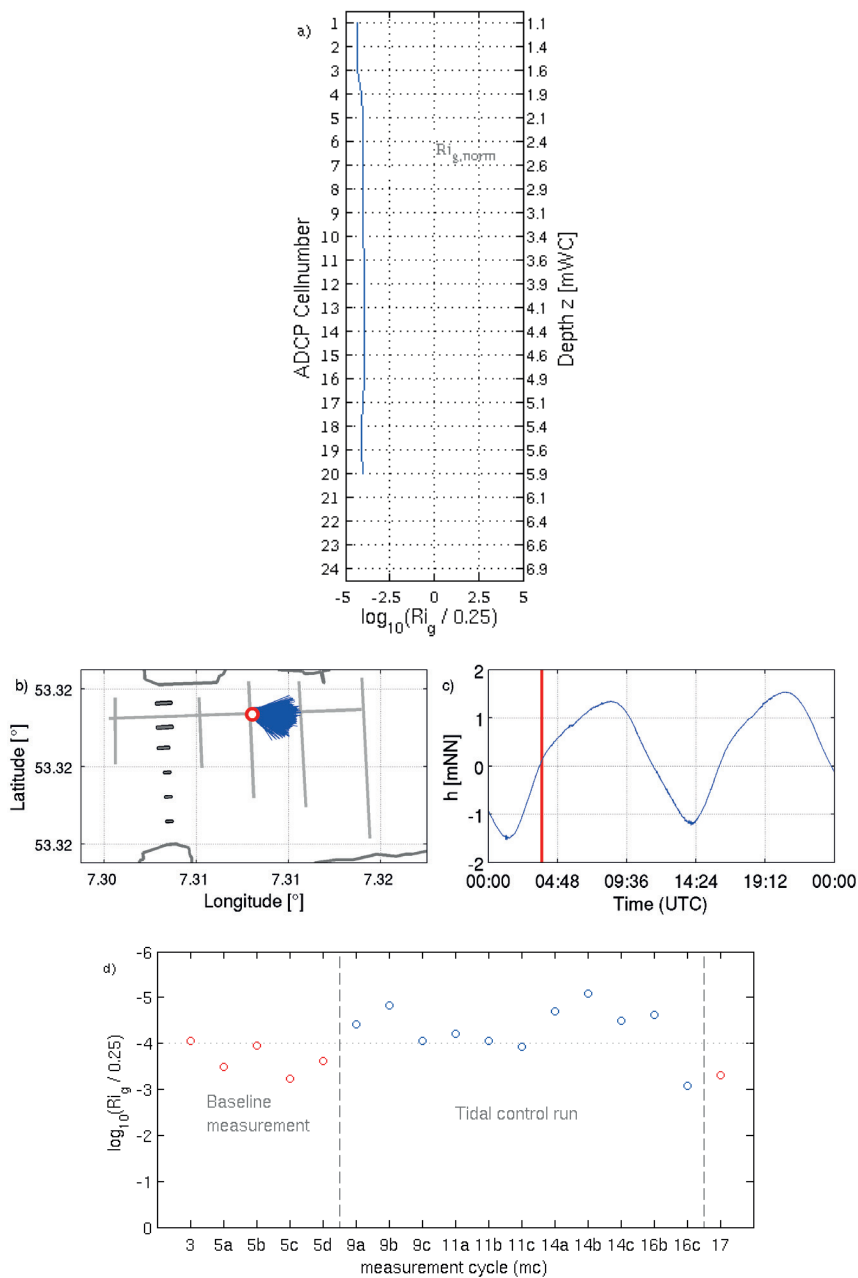 a)
1 1.1
2 1.4
3 1.6
4 1.9
5 2.1
6 2.4
7 2.6
8 2.9
9 3.1
10 3.4
11 3.6
12 3.9
13 4.1
14 4.4
15 4.6
16 4.9
17 5.1
18 5.4
19 5.6
20 5.9
21 6.1
22 6.4
23 6.6
24 6.9
Ri_g,norm
ADCP Cellnumber
Depth z [mWC]
-5 -2.5 0 2.5 5
log10(Ri_g / 0.25)
b)
53.32
53.32
53.32
Latitude [°]
7.30 7.31 7.31 7.32
Longitude [°]
c)
2
1
0
-1
-2
h [mNN]
00:00 04:48 09:36 14:24 19:12 00:00
Time (UTC)
d)
-6
-5
-4
-3
-2
-1
0
log10(Ri_g / 0.25)
Baseline
measurement
Tidal control run
3 5a 5b 5c 5d 9a 9b 9c 11a 11b 11c 14a 14b 14c 16b 16c 17
measurement cycle (mc)